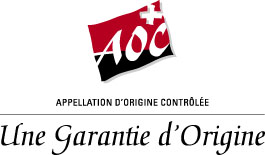 AOC
APPELLATION D'ORIGINE CONTRÔLÉE
Une Garantie d'Origine